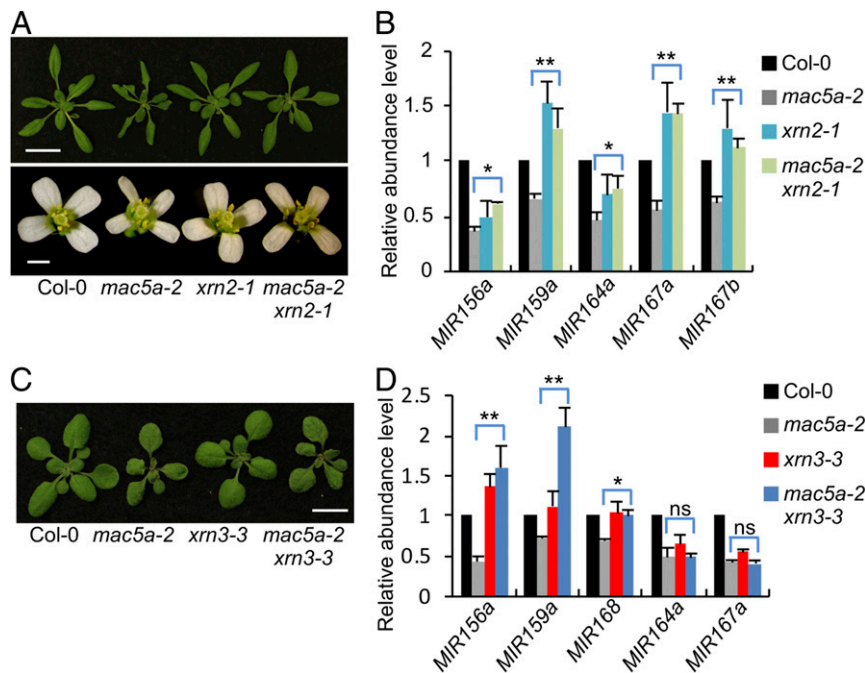 A
Col-0 mac5a-2 xrn2-1 mac5a-2
xrn2-1
B
Relative abundance level
2
1.5
1
0.5
0
*
**
*
**
**
MIR156a
MIR159a
MIR164a
MIR167a
MIR167b
Col-0
mac5a-2
xrn2-1
mac5a-2
xrn2-1
C
Col-0 mac5a-2 xrn3-3 mac5a-2
xrn3-3
D
Relative abundance level
2.5
2
1.5
1
0.5
0
**
**
*
ns
ns
MIR156a
MIR159a
MIR168
MIR164a
MIR167a
Col-0
mac5a-2
xrn3-3
mac5a-2
xrn3-3